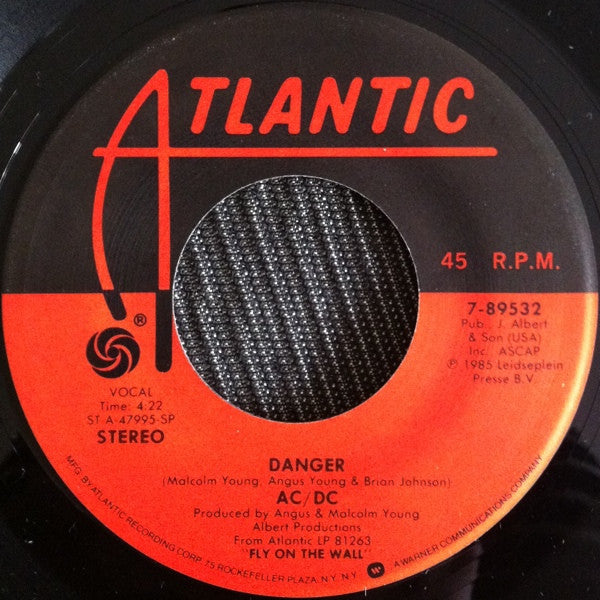 ATLANTIC
45 R.P.M.
7-89532
Pub., J. Albert
& Son (USA)
Inc. ASCAP
℗ 1985 Leidseplein
Presse B.V.
®
VOCAL
Time: 4:22
ST-A-47995-SP
STEREO
DANGER
(Malcolm Young, Angus Young & Brian Johnson)
AC/DC
Produced by Angus & Malcolm Young
Albert Productions
From Atlantic LP 81263
"FLY ON THE WALL"
MFG. BY ATLANTIC RECORDING CORP. 75 ROCKEFELLER PLAZA, N.Y. N.Y. A WARNER COMMUNICATIONS COMPANY